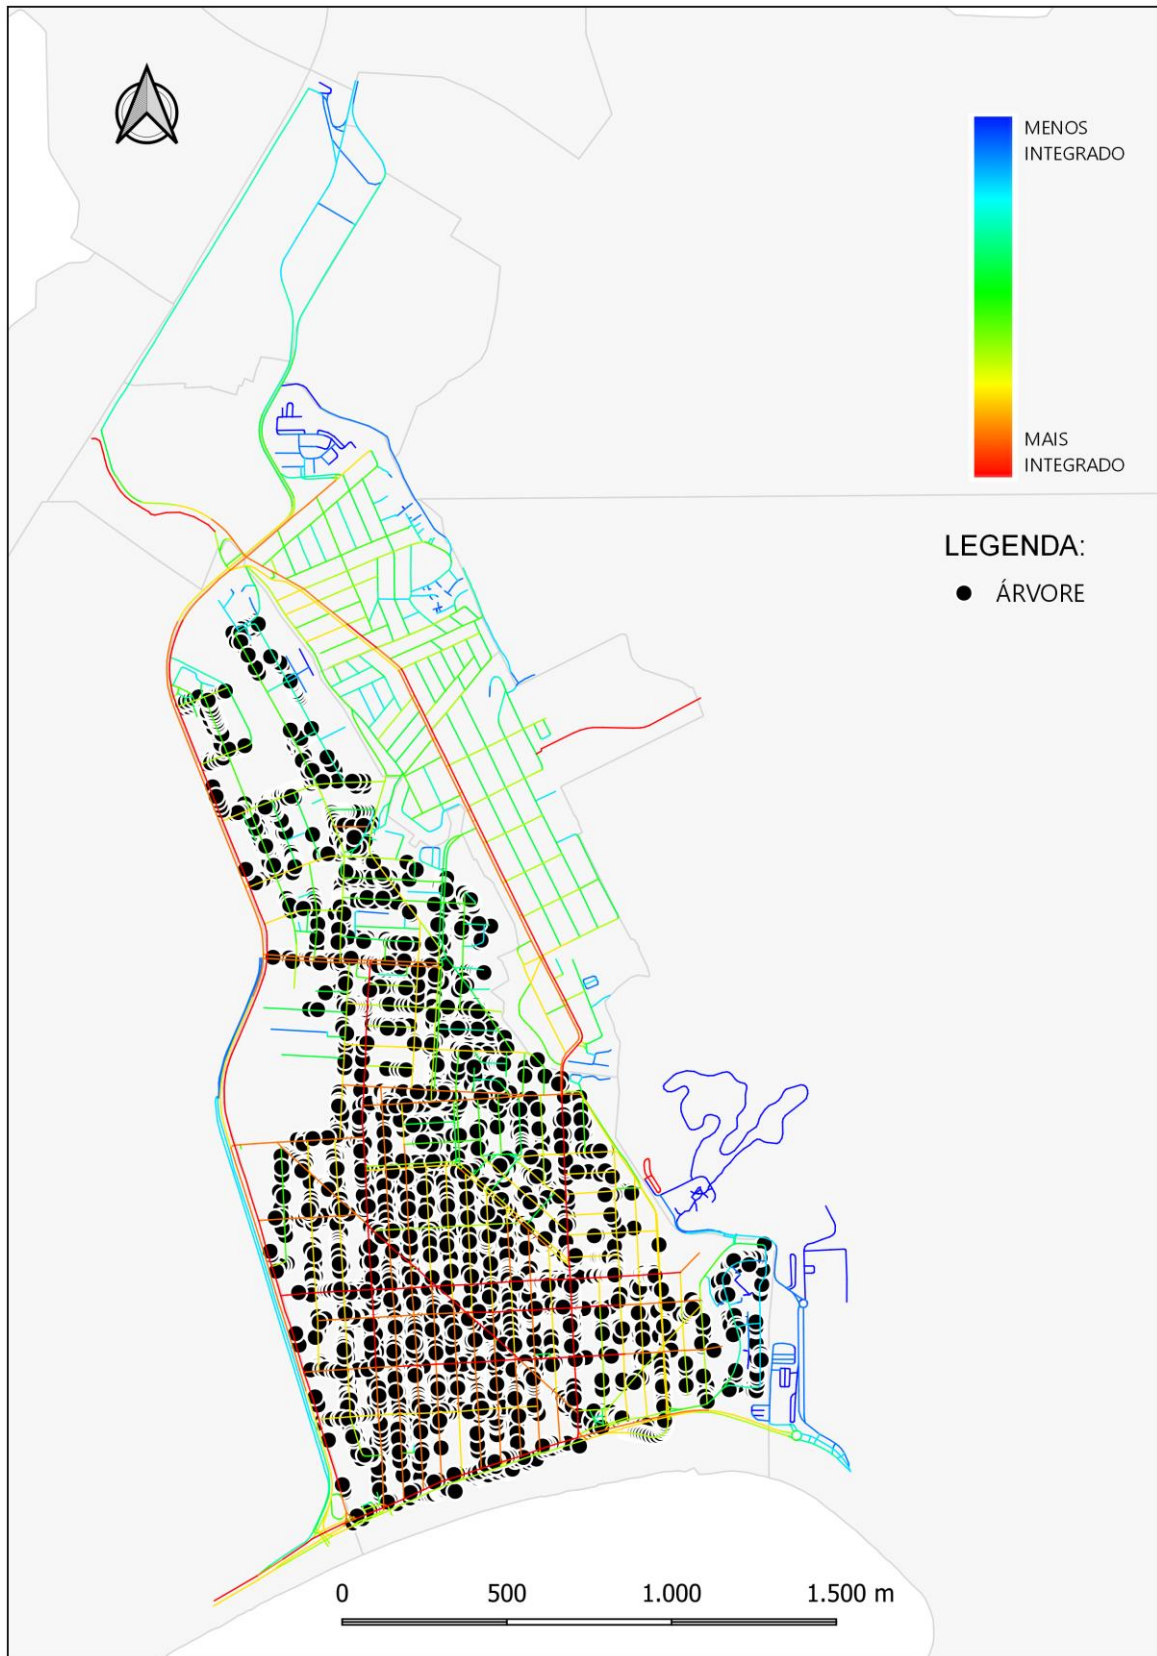 MENOS
INTEGRADO
MAIS
INTEGRADO
LEGENDA:
ÁRVORE
0 500 1.000 1.500 m